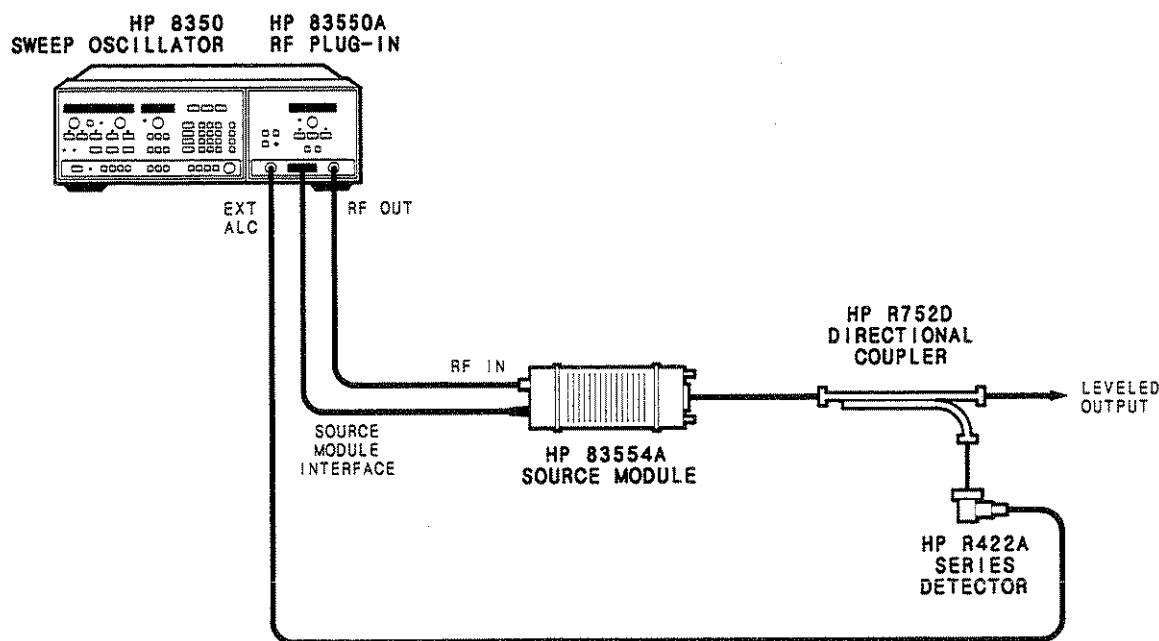 HP 8350
SWEEP OSCILLATOR
HP 83550A
RF PLUG-IN
EXT
ALC
RF OUT
RF IN
SOURCE
MODULE
INTERFACE
HP 83554A
SOURCE MODULE
HP R752D
DIRECTIONAL
COUPLER
LEVELED
OUTPUT
HP R422A
SERIES
DETECTOR